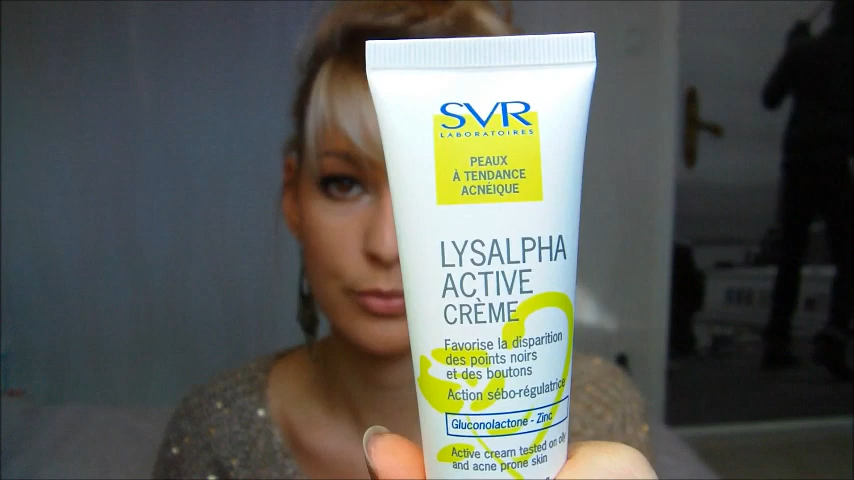 SVR
LABORATOIRES
PEAUX
À TENDANCE
ACNÉIQUE
LYSALPHA
ACTIVE
CRÈME
Favorise la disparition
des points noirs
et des boutons
Action sébo-régulatrice
Gluconolactone - Zinc
Active cream tested on oily
and acne prone skin